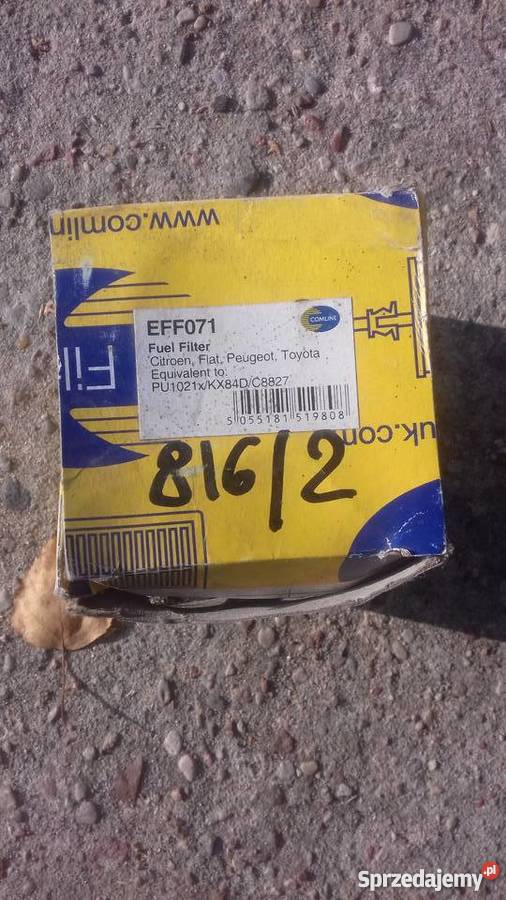 www.comlin
COMLINE
EFF071
Fuel Filter
Citroen, Fiat, Peugeot, Toyota
Equivalent to:
PU1021x/KX84D/C8827
5 055181 519808
Fil
uk.com
816/2
Sprzedajemy.pl